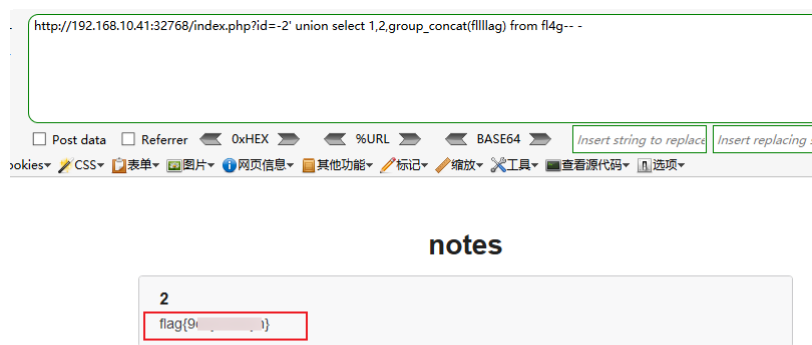 http://192.168.10.41:32768/index.php?id=-2' union select 1,2,group_concat(fllllag) from fl4g-- -
Post data Referrer 0xHEX %URL BASE64 Insert string to replace Insert replacing
ookies CSS 表单 图片 网页信息 其他功能 标记 缩放 工具 查看源代码 选项
notes
2
flag{9